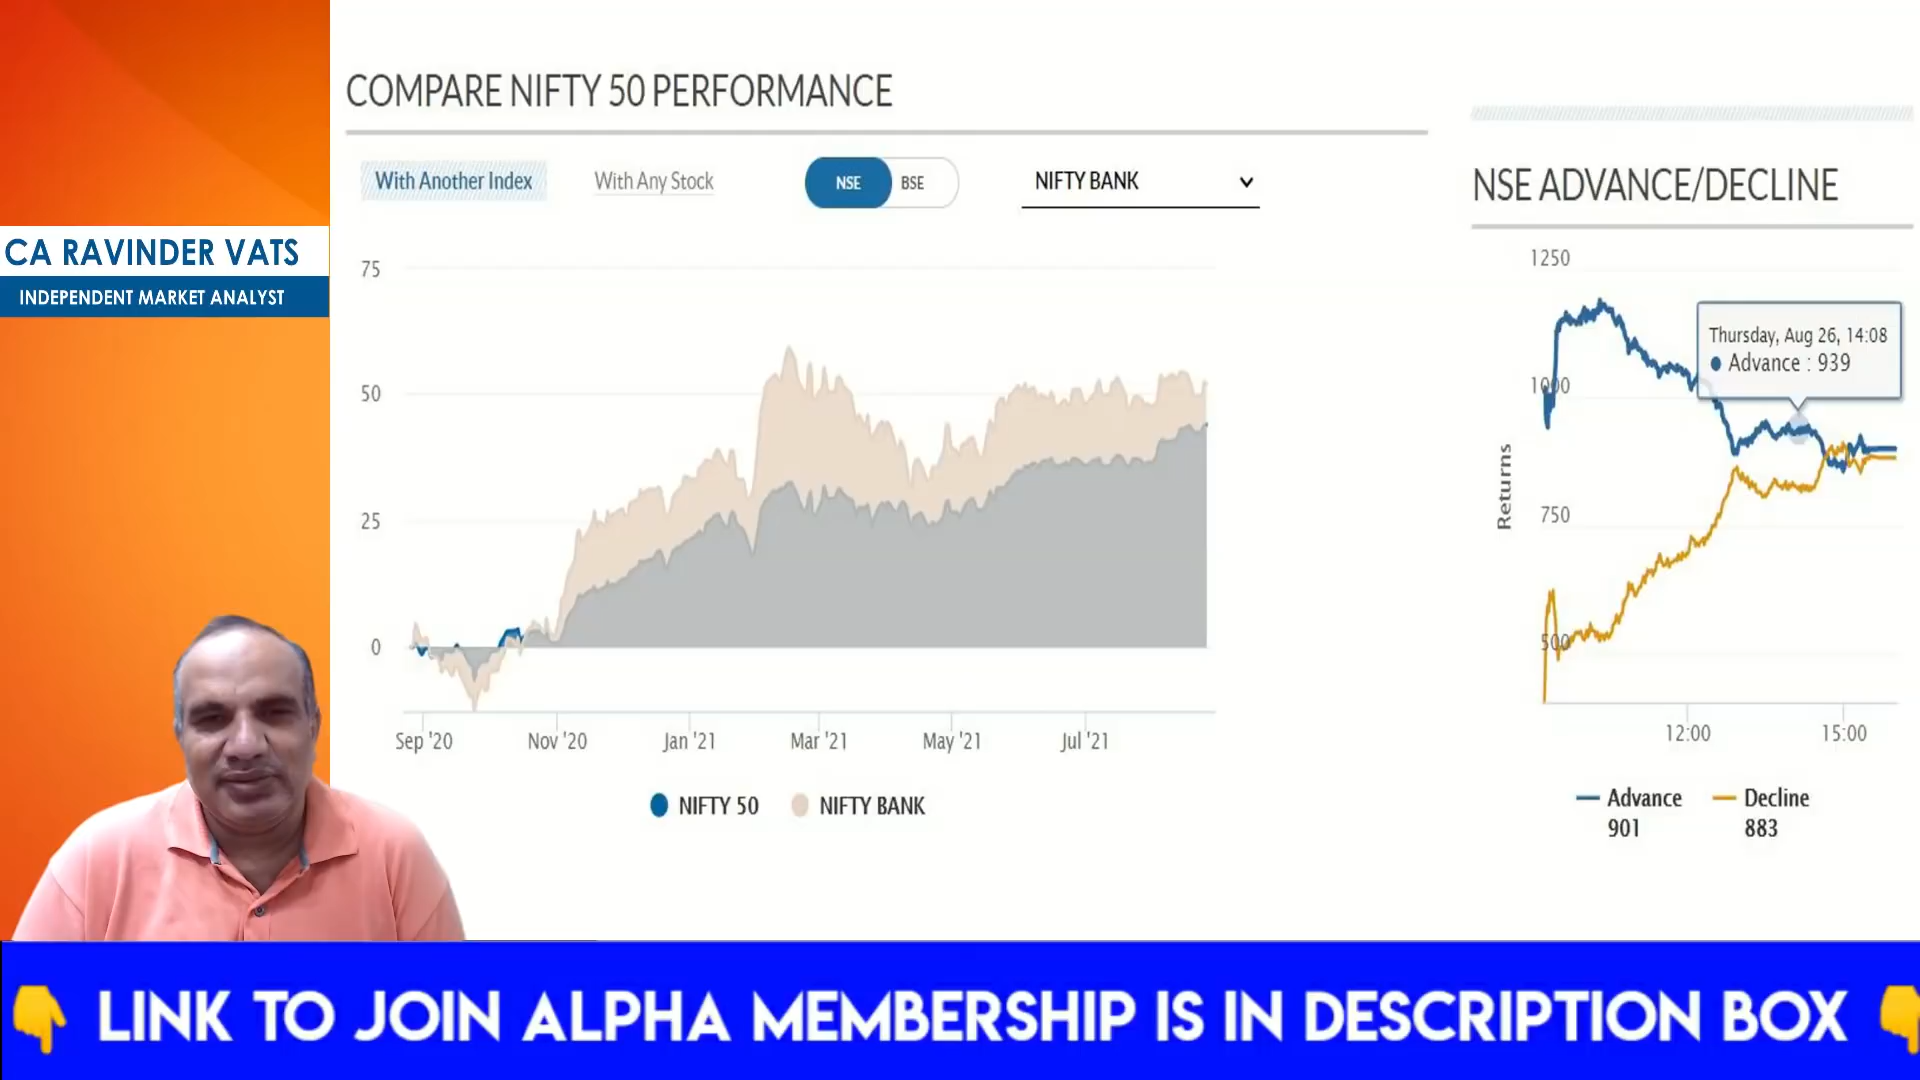 COMPARE NIFTY 50 PERFORMANCE
With Another Index
With Any Stock
NSE
BSE
NIFTY BANK
75
50
25
0
Sep '20
Nov '20
Jan '21
Mar '21
May '21
Jul '21
NIFTY 50
NIFTY BANK
CA RAVINDER VATS
INDEPENDENT MARKET ANALYST
NSE ADVANCE/DECLINE
1250
1000
750
500
Returns
Thursday, Aug 26, 14:08
Advance : 939
12:00
15:00
Advance
901
Decline
883
LINK TO JOIN ALPHA MEMBERSHIP IS IN DESCRIPTION BOX